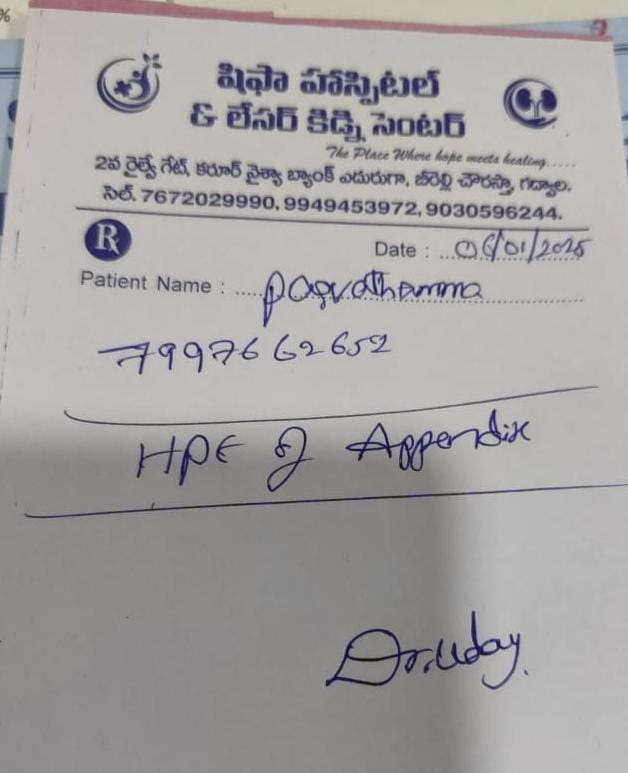 షిఫా హాస్పిటల్
& లేసర్ కిడ్ని సెంటర్
The Place Where hope meets healing.....
2వ రైల్వే గేట్, కరూర్ వైశ్యా బ్యాంక్ ఎదురుగా, బీరెల్లి చౌరస్తా, గద్వాల.
సెల్. 7672029990, 9949453972, 9030596244.
Rx
Date : 06/01/2025
Patient Name : parvathamma
7997662652
HPE of Appendix
Dr. Uday.